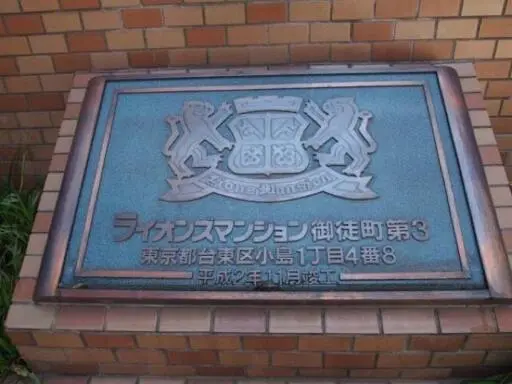 Lions Mansion
ライオンズマンション御徒町第3
東京都台東区小島1丁目4番8
平成2年11月竣工